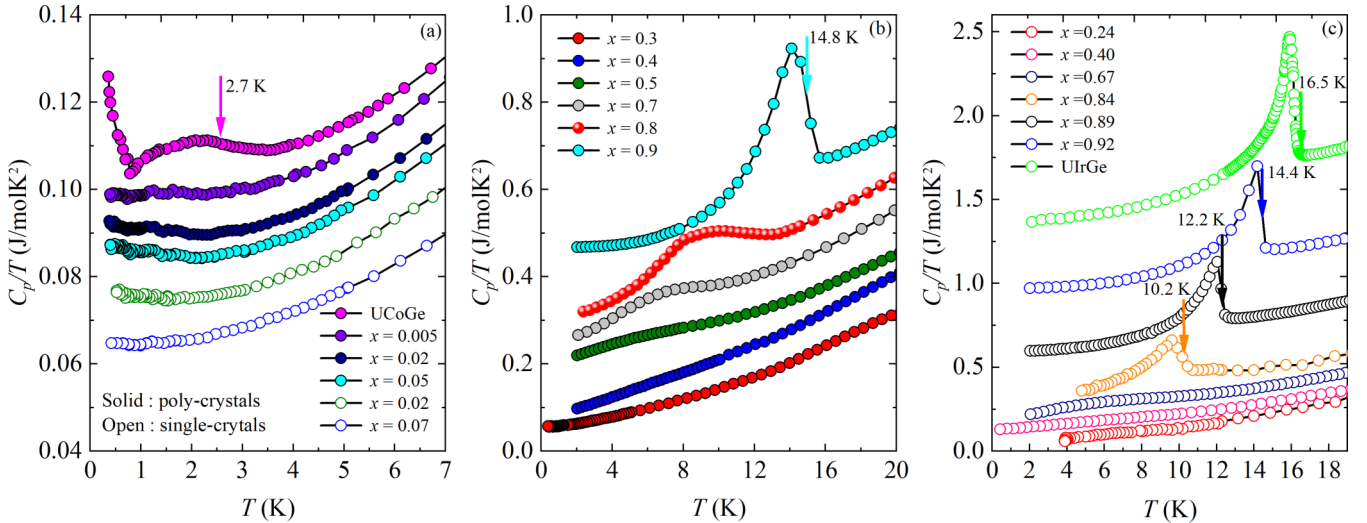 (a)
2.7 K
UCoGe
x = 0.005
x = 0.02
x = 0.05
x = 0.02
x = 0.07
Solid : poly-crystals
Open : single-crytals
0.14
0.12
0.10
0.08
0.06
0.04
0 1 2 3 4 5 6 7
Cp/T (J/molK²)
T (K)
(b)
x = 0.3
x = 0.4
x = 0.5
x = 0.7
x = 0.8
x = 0.9
14.8 K
1.0
0.8
0.6
0.4
0.2
0.0
0 4 8 12 16 20
Cp/T (J/molK²)
T (K)
(c)
x =0.24
x =0.40
x =0.67
x =0.84
x =0.89
x =0.92
UIrGe
16.5 K
14.4 K
12.2 K
10.2 K
2.5
2.0
1.5
1.0
0.5
0.0
0 2 4 6 8 10 12 14 16 18
Cp/T (J/molK²)
T (K)